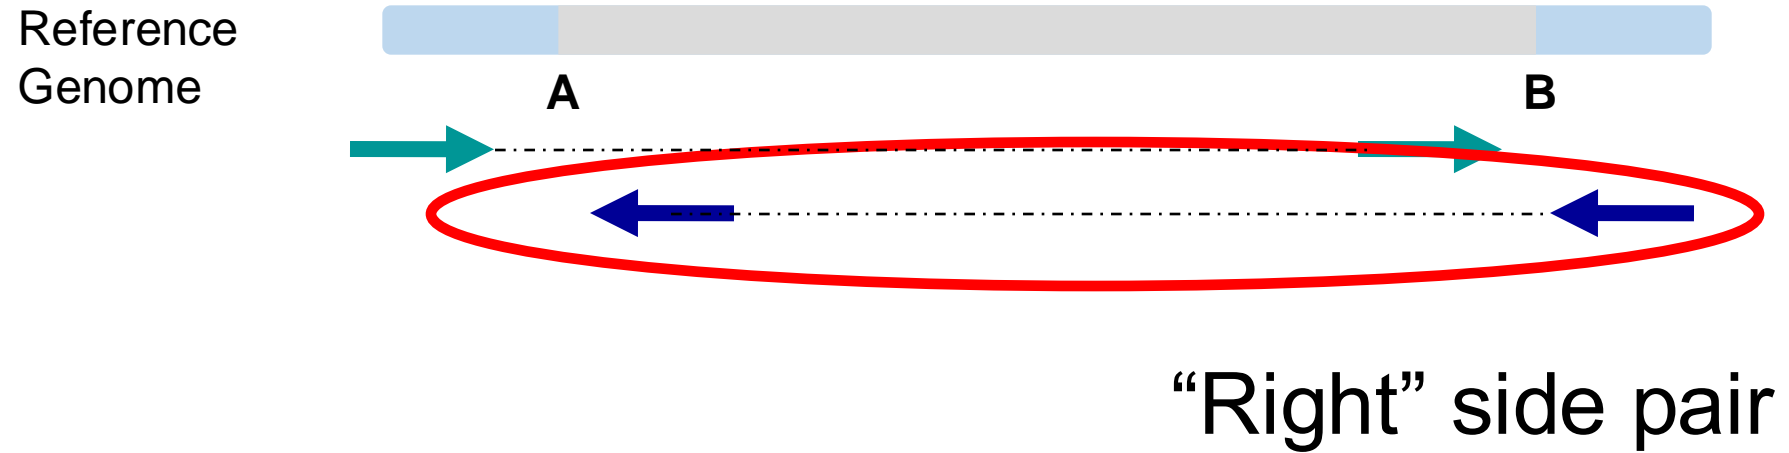 Reference
Genome
A
B
“Right” side pair